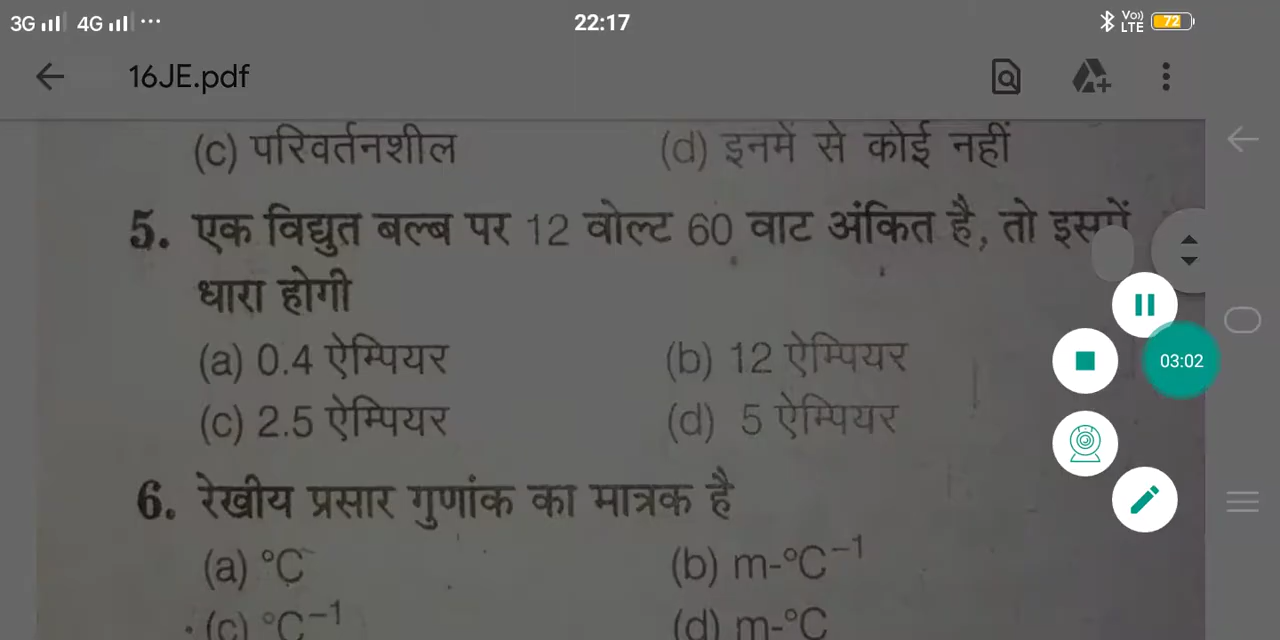 3G 4G ... 22:17 Vo) LTE 72
16JE.pdf
(c) परिवर्तनशील (d) इनमें से कोई नहीं
5. एक विद्युत बल्ब पर 12 वोल्ट 60 वाट अंकित है, तो इसमें
धारा होगी
(a) 0.4 ऐम्पियर (b) 12 ऐम्पियर
(c) 2.5 ऐम्पियर (d) 5 ऐम्पियर
03:02
6. रेखीय प्रसार गुणांक का मात्रक है
(a) °C (b) m-°C⁻¹
(c) °C⁻¹ (d) m-°C